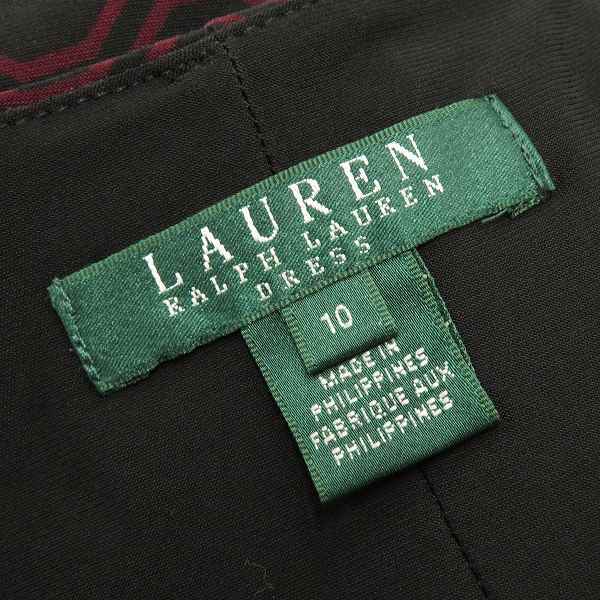 LAUREN
RALPH LAUREN
DRESS
10
MADE IN
PHILIPPINES
FABRIQUE AUX
PHILIPPINES